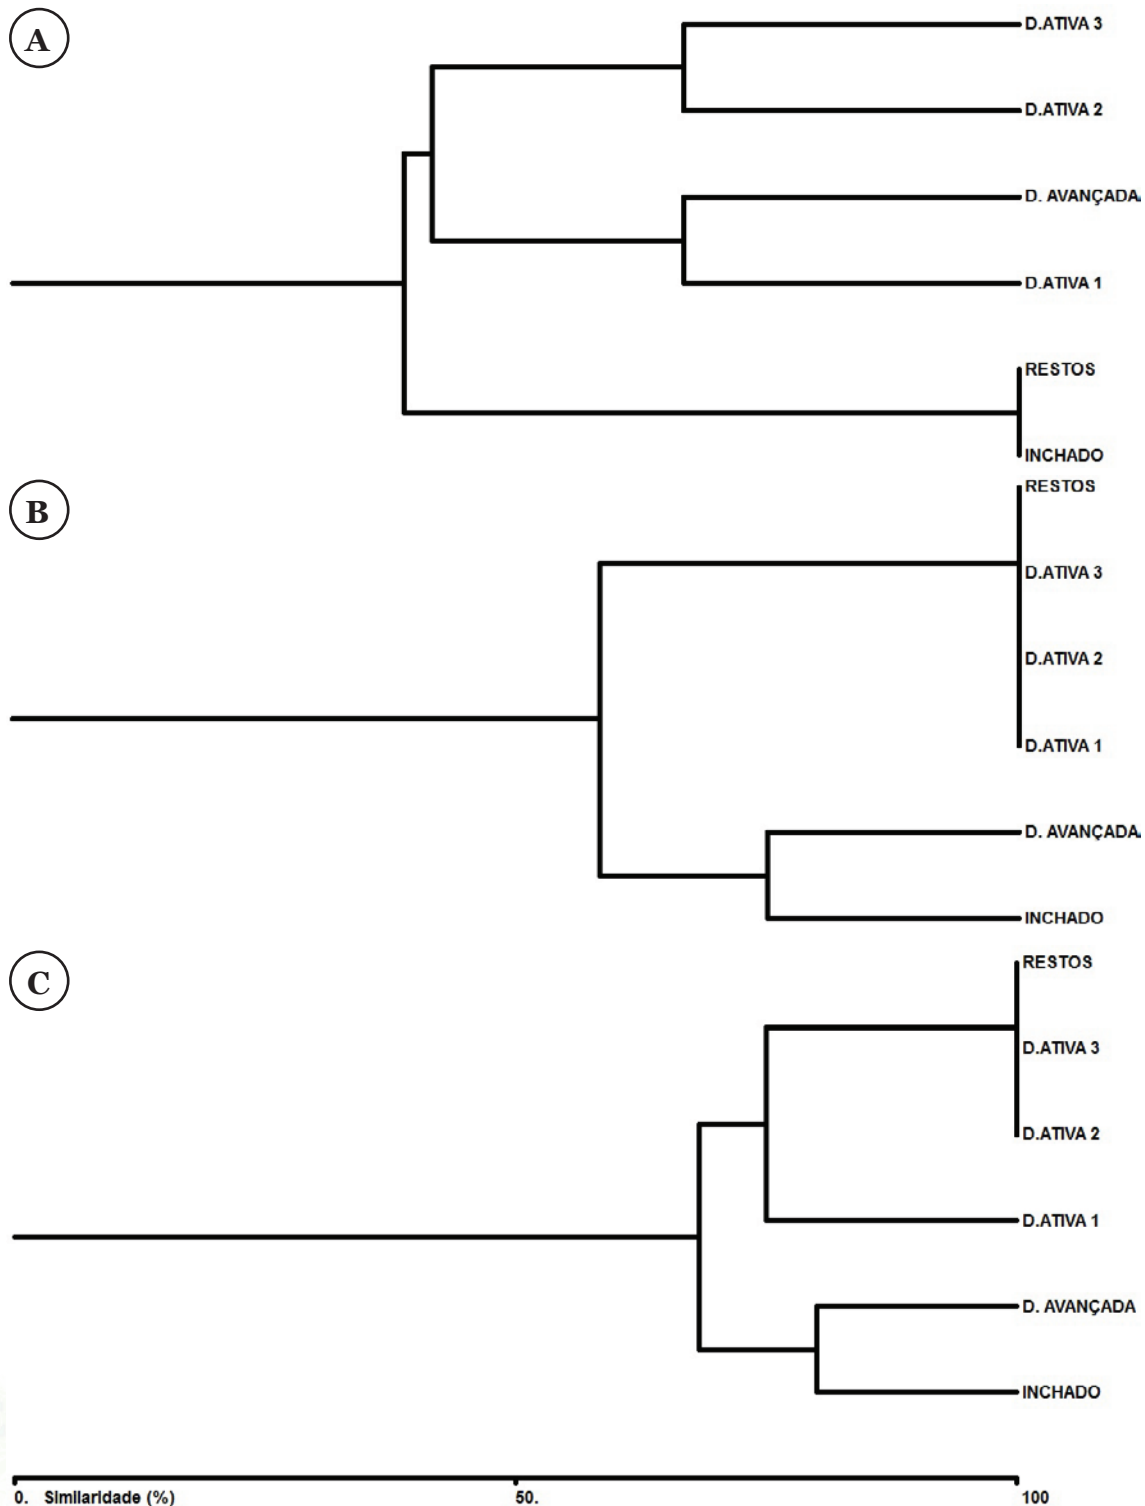 A
D.ATIVA 3
D.ATIVA 2
D. AVANÇADA
D.ATIVA 1
RESTOS
INCHADO
B
RESTOS
D.ATIVA 3
D.ATIVA 2
D.ATIVA 1
D. AVANÇADA
INCHADO
C
RESTOS
D.ATIVA 3
D.ATIVA 2
D.ATIVA 1
D. AVANÇADA
INCHADO
0. Similaridade (%) 50. 100